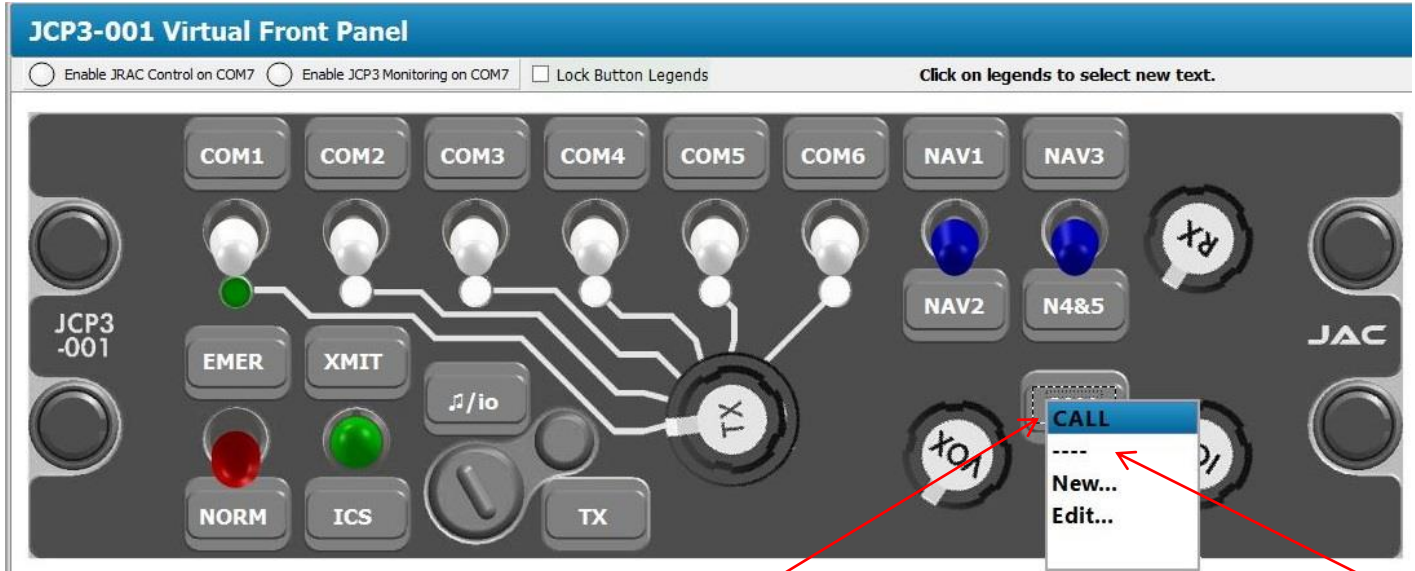 JCP3-001 Virtual Front Panel
Enable JRAC Control on COM7 Enable JCP3 Monitoring on COM7 Lock Button Legends Click on legends to select new text.
COM1 COM2 COM3 COM4 COM5 COM6 NAV1 NAV3
RX
NAV2 N4&5
JCP3
-001
JAC
EMER XMIT
♫/io
TX
VOX
CALL
----
New...
Edit...
NORM ICS TX